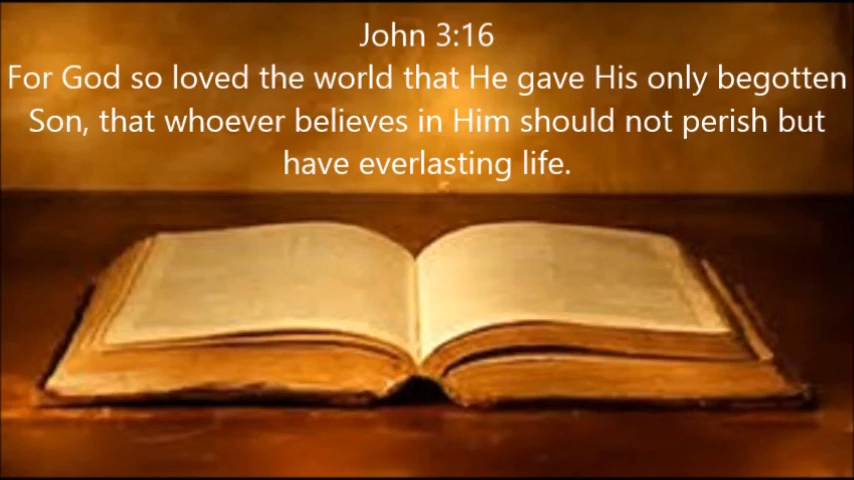 John 3:16
For God so loved the world that He gave His only begotten
Son, that whoever believes in Him should not perish but
have everlasting life.